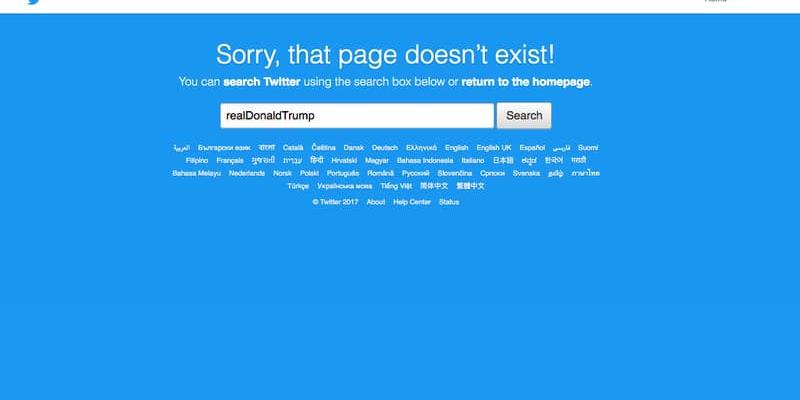 Sorry, that page doesn't exist!
You can search Twitter using the search box below or return to the homepage.
realDonaldTrump Search
العربية Български език বাংলা Català Čeština Dansk Deutsch Ελληνικά English English UK Español فارسی Suomi
Filipino Français ગુજરાતી עברית हिंदी Hrvatski Magyar Bahasa Indonesia Italiano 日本語 ಕನ್ನಡ 한국어 मराठी
Bahasa Melayu Nederlands Norsk Polski Português Română Русский Slovenčina Српски Svenska தமிழ் ภาษาไทย
Türkçe Українська мова Tiếng Việt 简体中文 繁體中文
© Twitter 2017 About Help Center Status